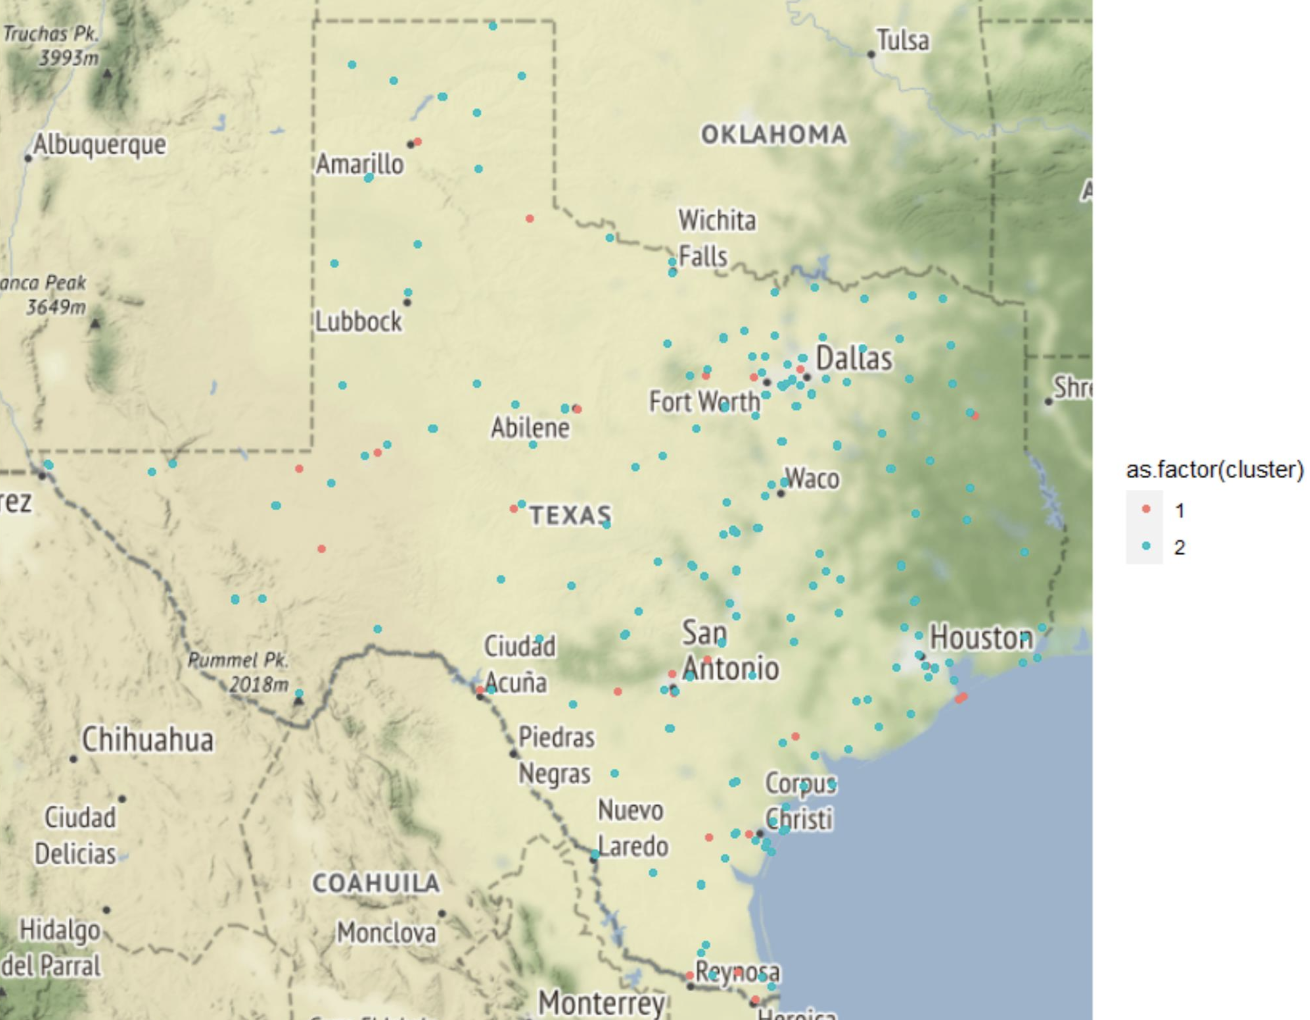 Truchas Pk.
3993m
Tulsa
Albuquerque
OKLAHOMA
Amarillo
Wichita
Falls
anca Peak
3649m
Lubbock
Dallas
Shre
Fort Worth
Abilene
as.factor(cluster)
1
2
Waco
rez
TEXAS
San
Antonio
Houston
Ciudad
Acuña
Rummel Pk.
2018m
Chihuahua
Piedras
Negras
Corpus
Christi
Ciudad
Delicias
Nuevo
Laredo
COAHUILA
Hidalgo
del Parral
Monclova
Reynosa
Monterrey
Heroica